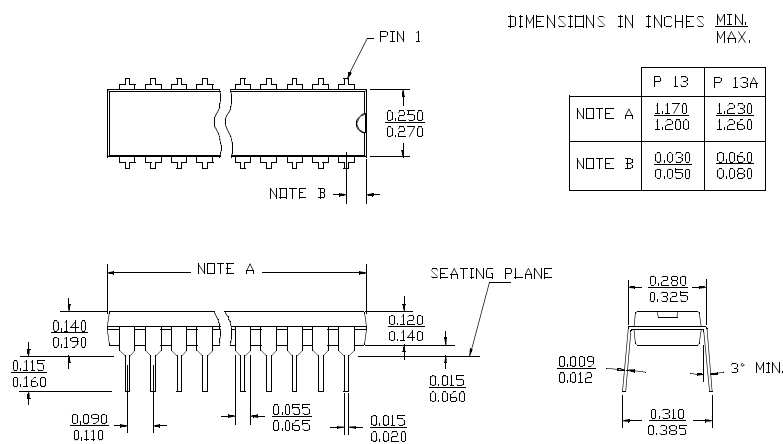 DIMENSIONS IN INCHES MIN.
MAX.
PIN 1
P 13 P 13A
NOTE A 1.170 1.230
1.200 1.260
NOTE B 0.030 0.060
0.050 0.080
0.250
0.270
NOTE B
NOTE A
SEATING PLANE
0.280
0.325
0.140
0.190
0.120
0.140
0.115
0.160
0.015
0.060
0.009
0.012
3° MIN.
0.090
0.110
0.055
0.065
0.015
0.020
0.310
0.385